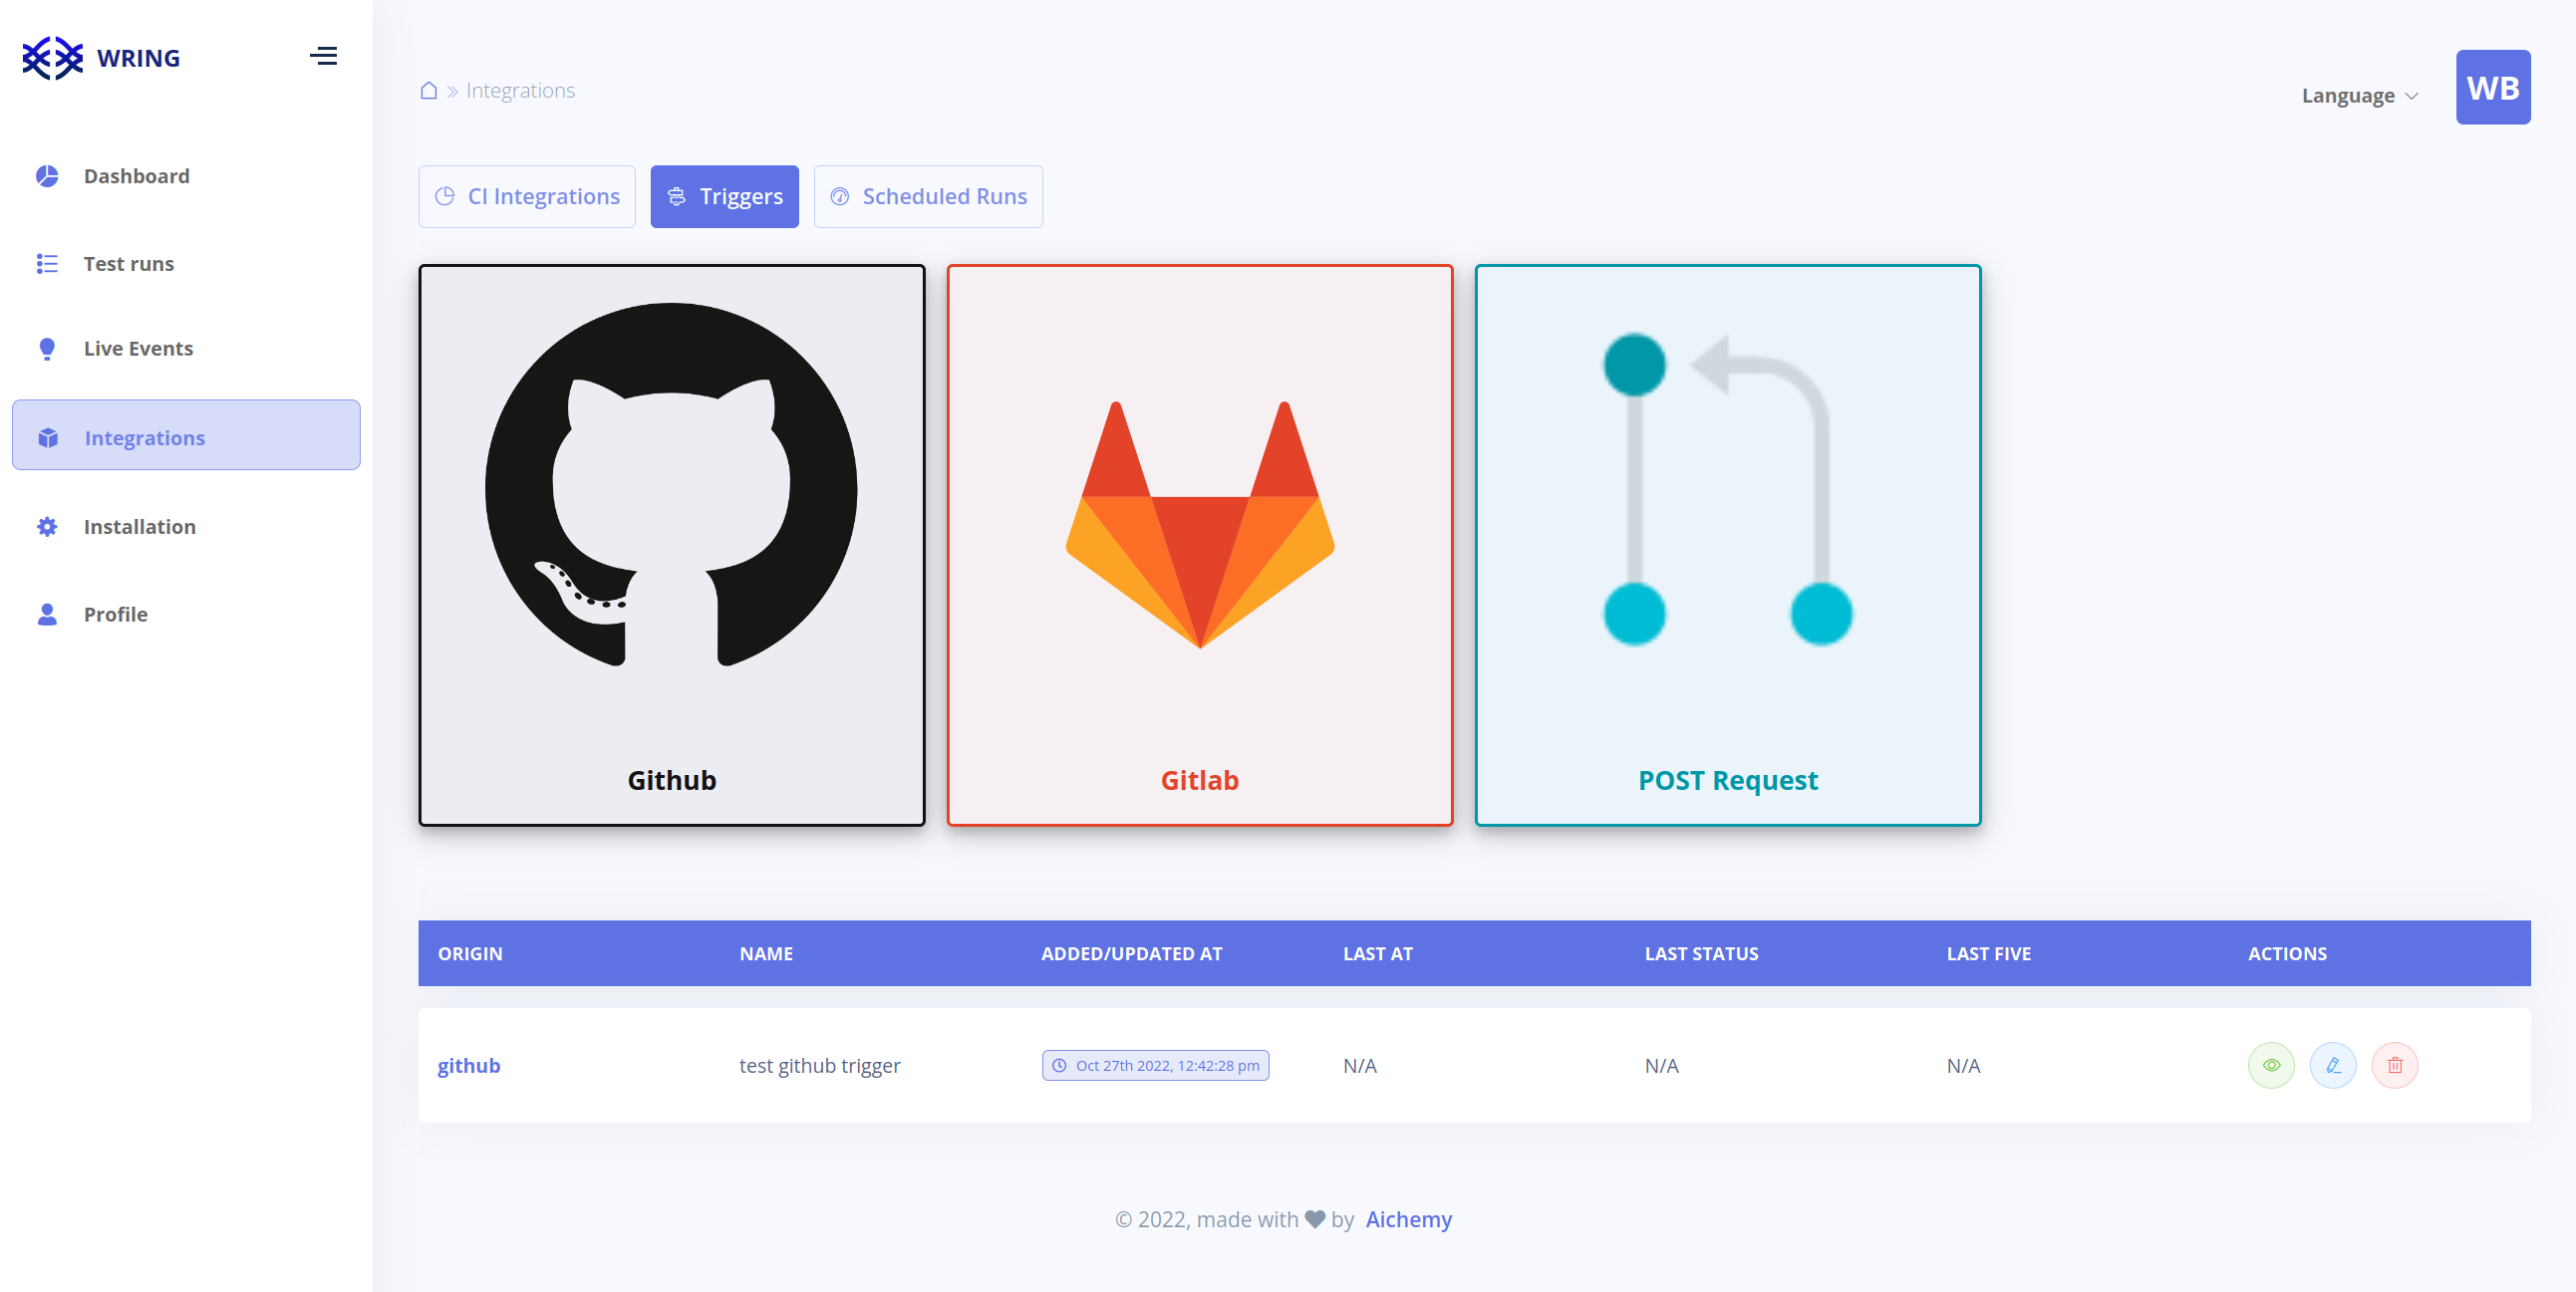 WRING
Dashboard
Test runs
Live Events
Integrations
Installation
Profile
» Integrations
Language
WB
CI Integrations
Triggers
Scheduled Runs
Github
Gitlab
POST Request
ORIGIN NAME ADDED/UPDATED AT LAST AT LAST STATUS LAST FIVE ACTIONS
github test github trigger Oct 27th 2022, 12:42:28 pm N/A N/A N/A
© 2022, made with ♥ by Aichemy